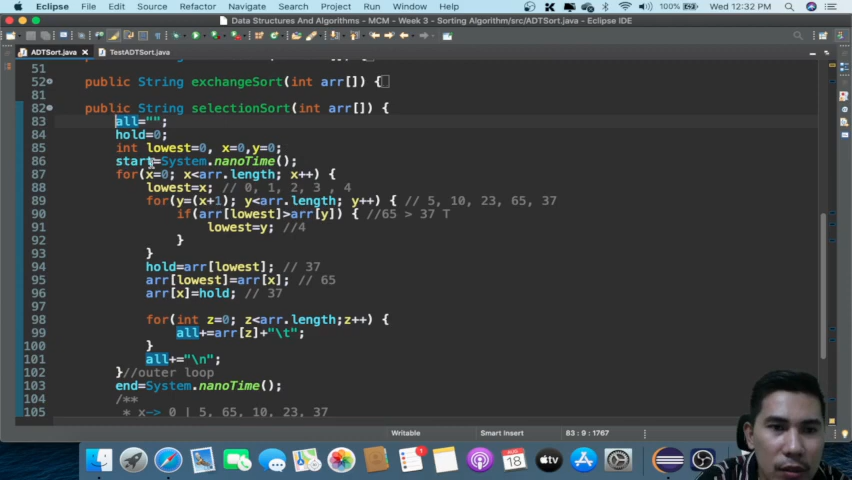 Eclipse File Edit Source Refactor Navigate Search Project Run Window Help 100% Wed Aug 18 12:32 PM
Data Structures And Algorithms - MCM - Week 3 - Sorting Algorithm/src/ADTSort.java - Eclipse IDE
ADTSort.java TestADTSort.java
51
52 public String exchangeSort(int arr[]) {
81
82 public String selectionSort(int arr[]) {
83 all="";
84 hold=0;
85 int lowest=0, x=0,y=0;
86 start=System.nanoTime();
87 for(x=0; x<arr.length; x++) {
88 lowest=x; // 0, 1, 2, 3 , 4
89 for(y=(x+1); y<arr.length; y++) { // 5, 10, 23, 65, 37
90 if(arr[lowest]>arr[y]) { //65 > 37 T
91 lowest=y; //4
92 }
93 }
94 hold=arr[lowest]; // 37
95 arr[lowest]=arr[x]; // 65
96 arr[x]=hold; // 37
97
98 for(int z=0; z<arr.length;z++) {
99 all+=arr[z]+"\t";
100 }
101 all+="\n";
102 }//outer loop
103 end=System.nanoTime();
104 /**
105 * x-> 0 | 5, 65, 10, 23, 37
Writable Smart Insert 83 : 9 : 1767
AUG
18
tv